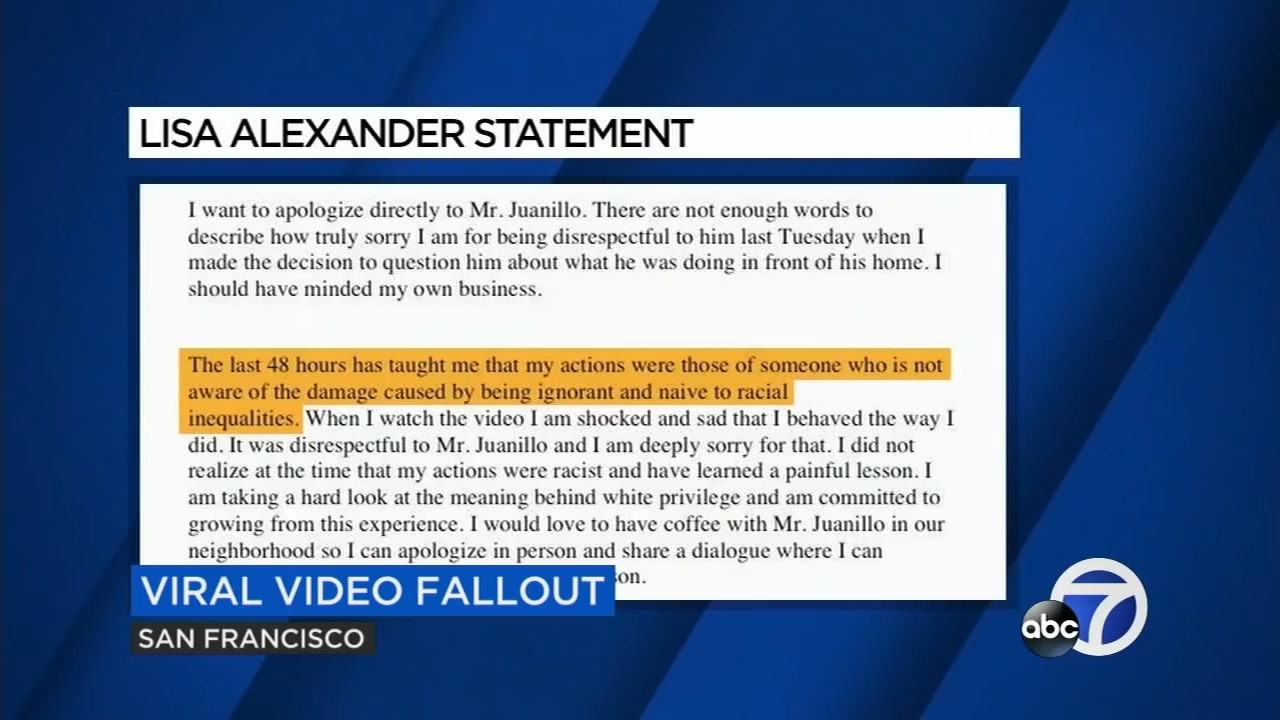 LISA ALEXANDER STATEMENT
I want to apologize directly to Mr. Juanillo. There are not enough words to
describe how truly sorry I am for being disrespectful to him last Tuesday when I
made the decision to question him about what he was doing in front of his home. I
should have minded my own business.
The last 48 hours has taught me that my actions were those of someone who is not
aware of the damage caused by being ignorant and naive to racial
inequalities. When I watch the video I am shocked and sad that I behaved the way I
did. It was disrespectful to Mr. Juanillo and I am deeply sorry for that. I did not
realize at the time that my actions were racist and have learned a painful lesson. I
am taking a hard look at the meaning behind white privilege and am committed to
growing from this experience. I would love to have coffee with Mr. Juanillo in our
neighborhood so I can apologize in person and share a dialogue where I can
VIRAL VIDEO FALLOUT
SAN FRANCISCO
abc 7